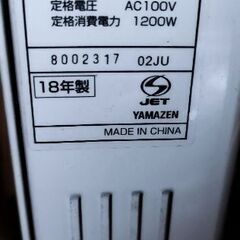 定格電圧 AC100V
定格消費電力 1200W
8002317 02JU
18年製
JET
YAMAZEN
MADE IN CHINA